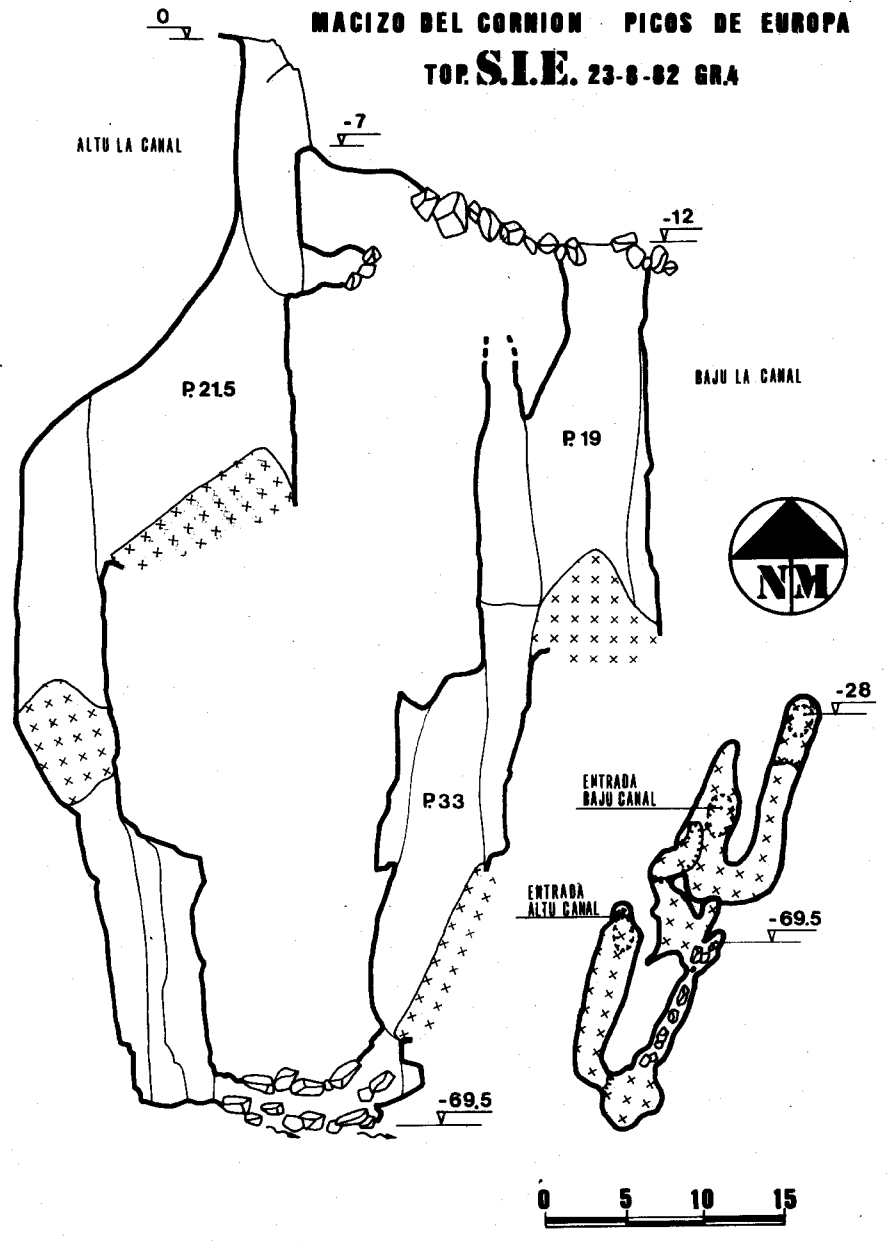 MACIZO DEL CORNION PICOS DE EUROPA
TOP. S.I.E. 23-8-82 GR.4
0
-7
ALTU LA CANAL
-12
BAJU LA CANAL
P. 21.5
P. 19
NM
-28
ENTRADA
BAJU CANAL
P. 33
ENTRADA
ALTU CANAL
-69.5
-69.5
0 5 10 15